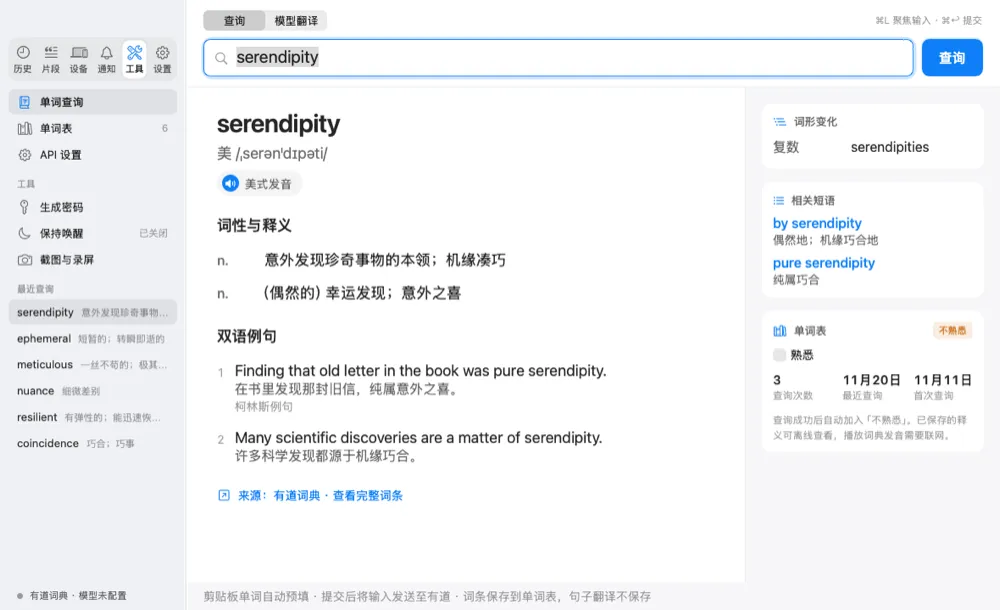 查询 模型翻译
⌘L 聚焦输入 · ⌘↩ 提交
serendipity
查询
历史 片段 设备 通知 工具 设置
单词查询
单词表 6
API 设置
工具
生成密码
保持唤醒 已关闭
截图与录屏
最近查询
serendipity 意外发现珍奇事物...
ephemeral 短暂的；转瞬即逝的
meticulous 一丝不苟的；极其...
nuance 细微差别
resilient 有弹性的；能迅速恢...
coincidence 巧合；巧事
有道词典 · 模型未配置
serendipity
美 /ˌserənˈdɪpəti/
美式发音
词性与释义
n. 意外发现珍奇事物的本领；机缘凑巧
n. (偶然的) 幸运发现；意外之喜
双语例句
1 Finding that old letter in the book was pure serendipity.
在书里发现那封旧信，纯属意外之喜。
柯林斯例句
2 Many scientific discoveries are a matter of serendipity.
许多科学发现都源于机缘巧合。
来源：有道词典 · 查看完整词条
词形变化
复数 serendipities
相关短语
by serendipity
偶然地；机缘巧合地
pure serendipity
纯属巧合
单词表 不熟悉
熟悉
3 11月20日 11月11日
查询次数 最近查询 首次查询
查询成功后自动加入「不熟悉」。已保存的释
义可离线查看，播放词典发音需要联网。
剪贴板单词自动预填 · 提交后将输入发送至有道 · 词条保存到单词表，句子翻译不保存